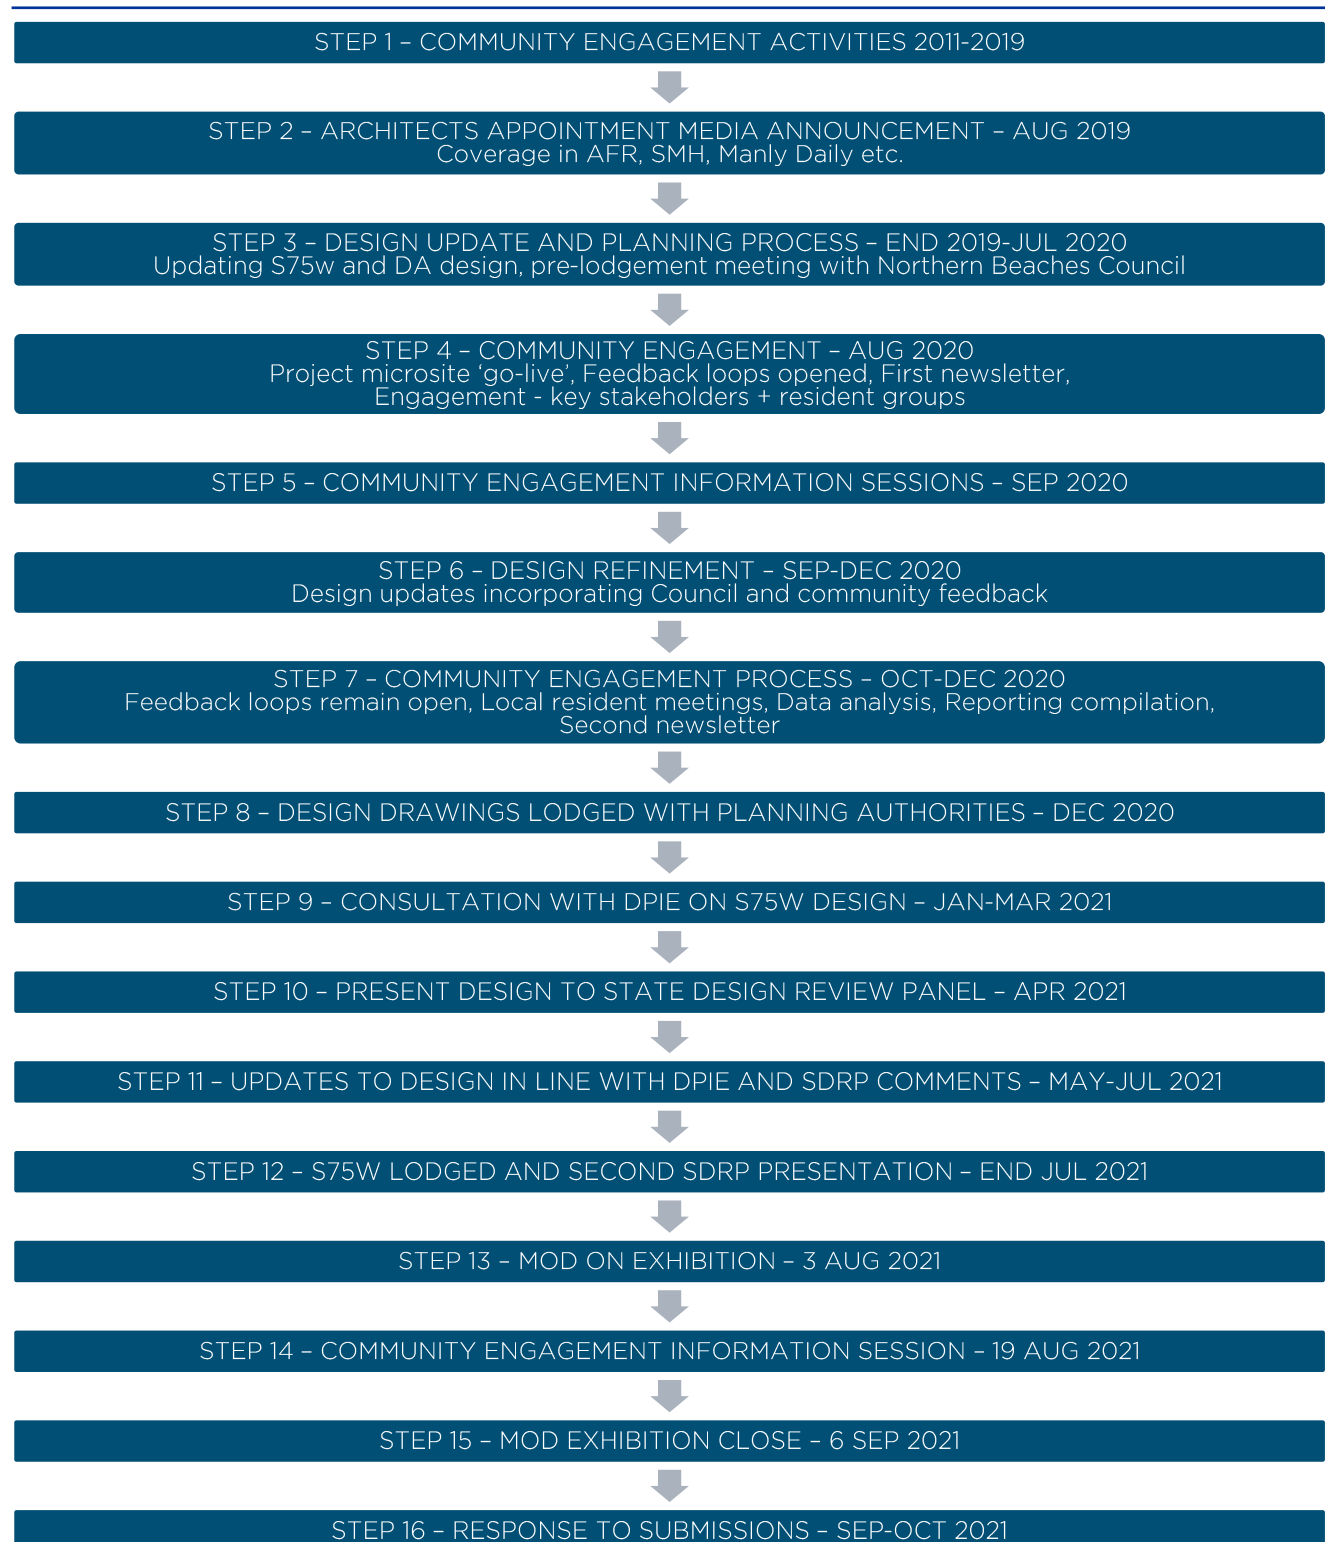 STEP 1 – COMMUNITY ENGAGEMENT ACTIVITIES 2011-2019
STEP 2 – ARCHITECTS APPOINTMENT MEDIA ANNOUNCEMENT – AUG 2019
Coverage in AFR, SMH, Manly Daily etc.
STEP 3 – DESIGN UPDATE AND PLANNING PROCESS – END 2019-JUL 2020
Updating S75w and DA design, pre-lodgement meeting with Northern Beaches Council
STEP 4 – COMMUNITY ENGAGEMENT – AUG 2020
Project microsite ‘go-live’, Feedback loops opened, First newsletter,
Engagement - key stakeholders + resident groups
STEP 5 – COMMUNITY ENGAGEMENT INFORMATION SESSIONS – SEP 2020
STEP 6 – DESIGN REFINEMENT – SEP-DEC 2020
Design updates incorporating Council and community feedback
STEP 7 – COMMUNITY ENGAGEMENT PROCESS – OCT-DEC 2020
Feedback loops remain open, Local resident meetings, Data analysis, Reporting compilation,
Second newsletter
STEP 8 – DESIGN DRAWINGS LODGED WITH PLANNING AUTHORITIES – DEC 2020
STEP 9 – CONSULTATION WITH DPIE ON S75W DESIGN – JAN-MAR 2021
STEP 10 – PRESENT DESIGN TO STATE DESIGN REVIEW PANEL – APR 2021
STEP 11 – UPDATES TO DESIGN IN LINE WITH DPIE AND SDRP COMMENTS – MAY-JUL 2021
STEP 12 – S75W LODGED AND SECOND SDRP PRESENTATION – END JUL 2021
STEP 13 – MOD ON EXHIBITION – 3 AUG 2021
STEP 14 – COMMUNITY ENGAGEMENT INFORMATION SESSION – 19 AUG 2021
STEP 15 – MOD EXHIBITION CLOSE – 6 SEP 2021
STEP 16 – RESPONSE TO SUBMISSIONS – SEP-OCT 2021